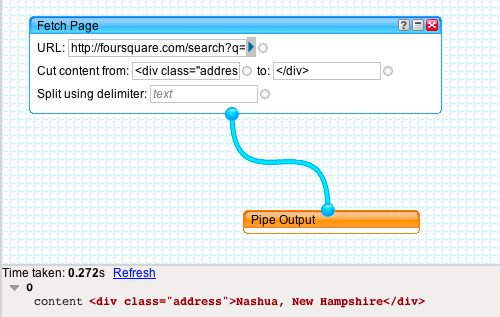 Fetch Page
URL: http://foursquare.com/search?q=
Cut content from: <div class="addres to: </div>
Split using delimiter: text
Pipe Output
Time taken: 0.272s Refresh
0
content <div class="address">Nashua, New Hampshire</div>